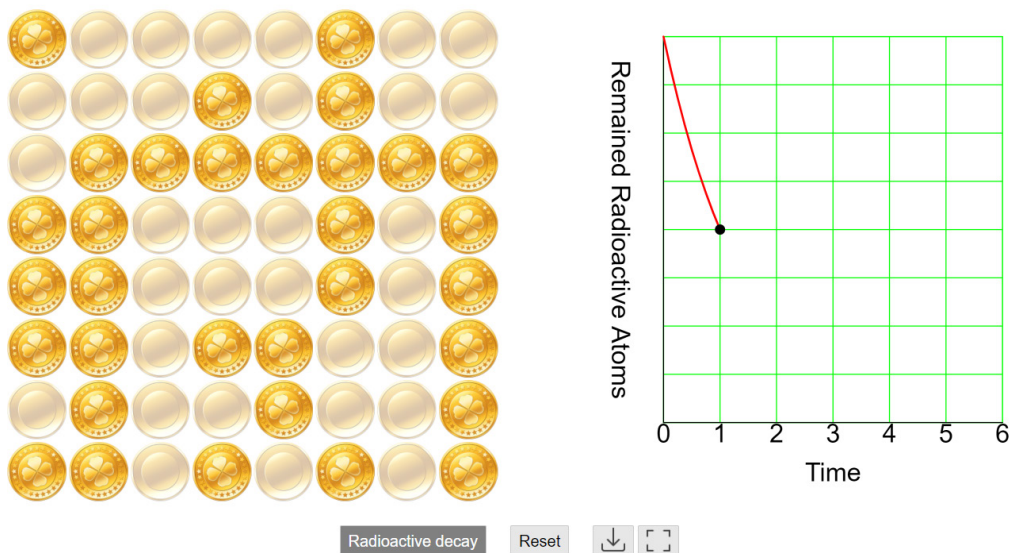 Remained Radioactive Atoms
0 1 2 3 4 5 6
Time
Radioactive decay
Reset